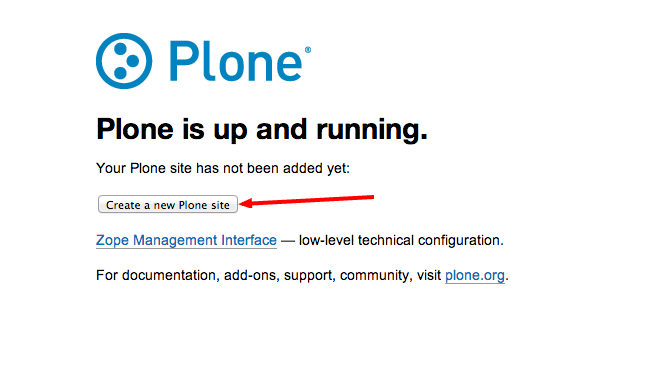 Plone®
Plone is up and running.
Your Plone site has not been added yet:
Create a new Plone site
Zope Management Interface — low-level technical configuration.
For documentation, add-ons, support, community, visit plone.org.